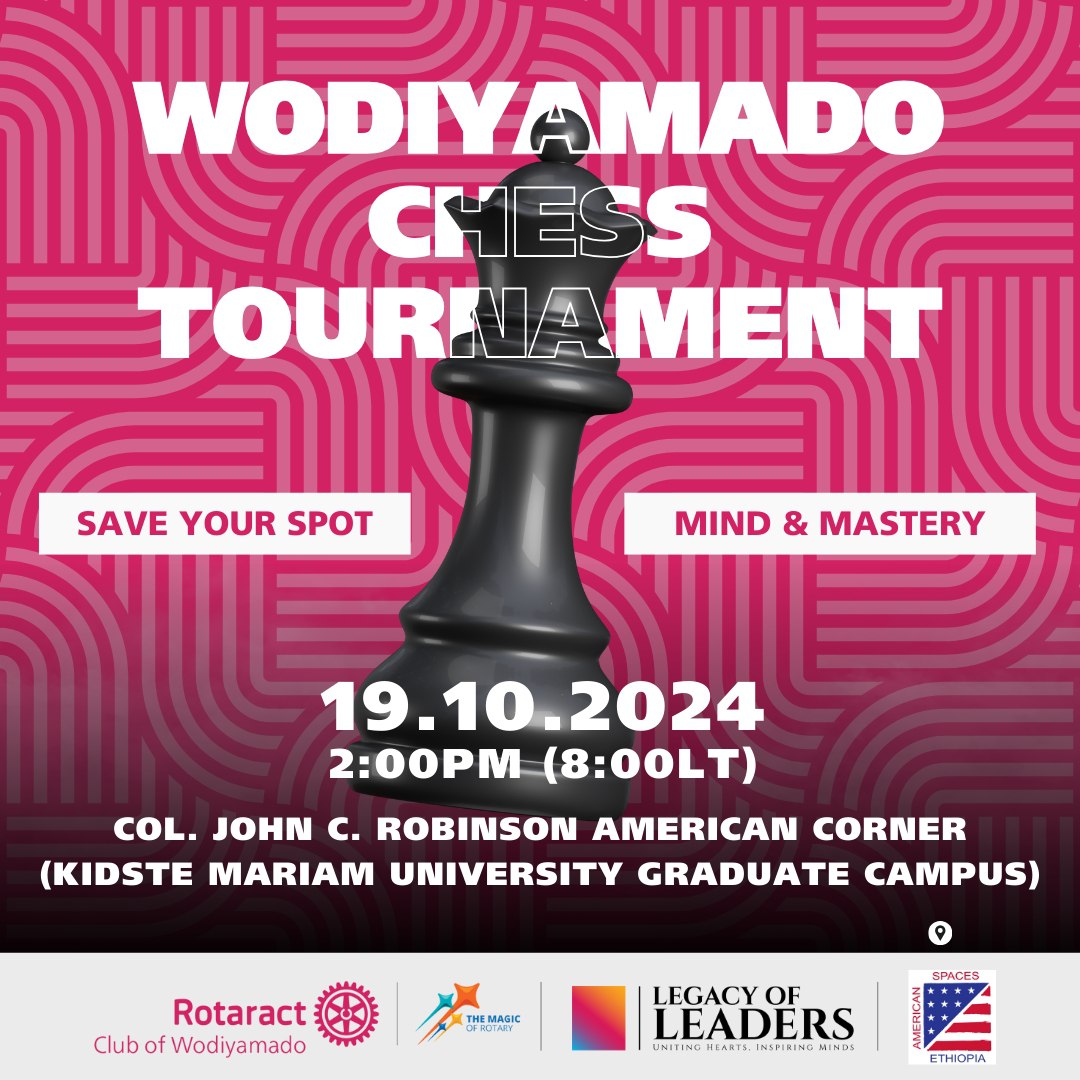 WODIYAMADO
CHESS
TOURNAMENT
SAVE YOUR SPOT
MIND & MASTERY
19.10.2024
2:00PM (8:00LT)
COL. JOHN C. ROBINSON AMERICAN CORNER
(KIDSTE MARIAM UNIVERSITY GRADUATE CAMPUS)
Rotaract
Club of Wodiyamado
THE MAGIC
OF ROTARY
LEGACY OF
LEADERS
UNITING HEARTS, INSPIRING MINDS
AMERICAN
SPACES
ETHIOPIA